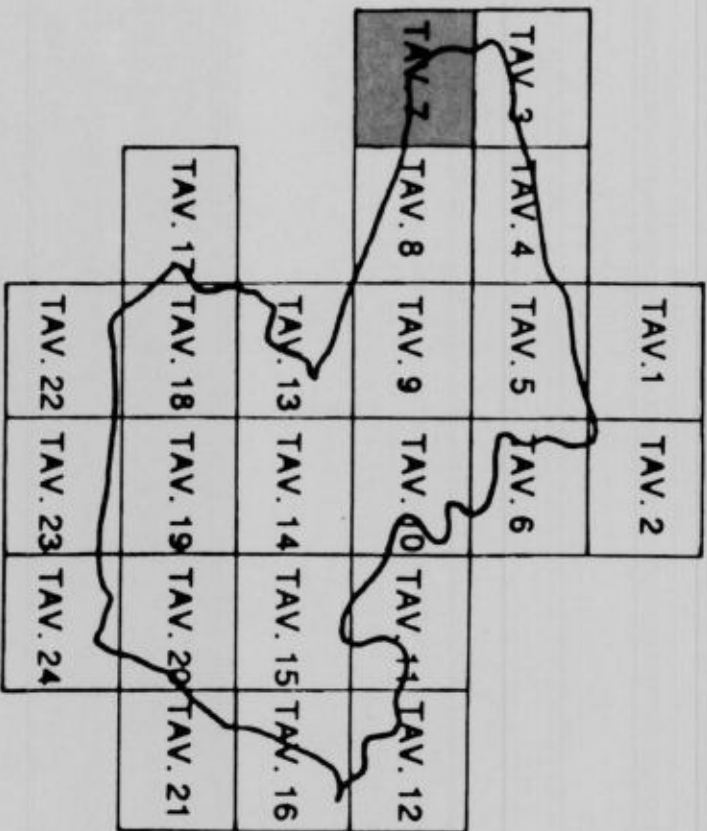 TAV.1 TAV. 2
TAV. 3 TAV. 4 TAV. 5 TAV. 6
TAV. 7 TAV. 8 TAV. 9 TAV. 10 TAV. 11 TAV. 12
TAV. 13 TAV. 14 TAV. 15 TAV. 16
TAV. 17 TAV. 18 TAV. 19 TAV. 20 TAV. 21
TAV. 22 TAV. 23 TAV. 24